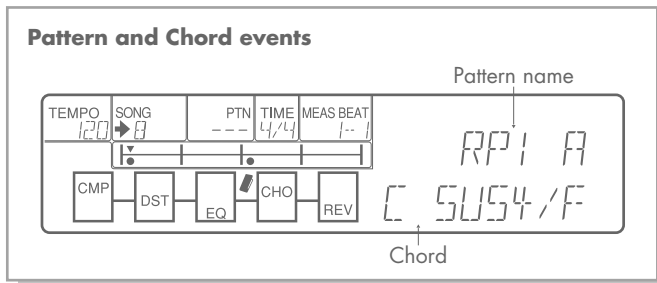 Pattern and Chord events
Pattern name
TEMPO SONG PTN TIME MEAS BEAT
120 8 --- 4/4 1-- 1
RP1 A
CMP DST EQ CHO REV
C SUS4/F
Chord